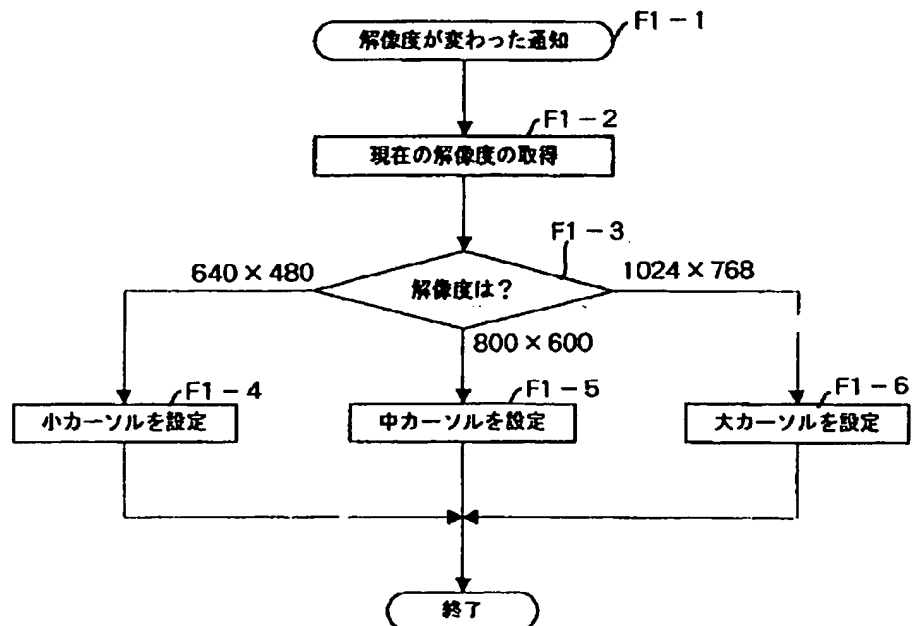 解像度が変わった通知
F1-1
F1-2
現在の解像度の取得
F1-3
640×480
解像度は?
1024×768
800×600
F1-4
小カーソルを設定
F1-5
中カーソルを設定
F1-6
大カーソルを設定
終了